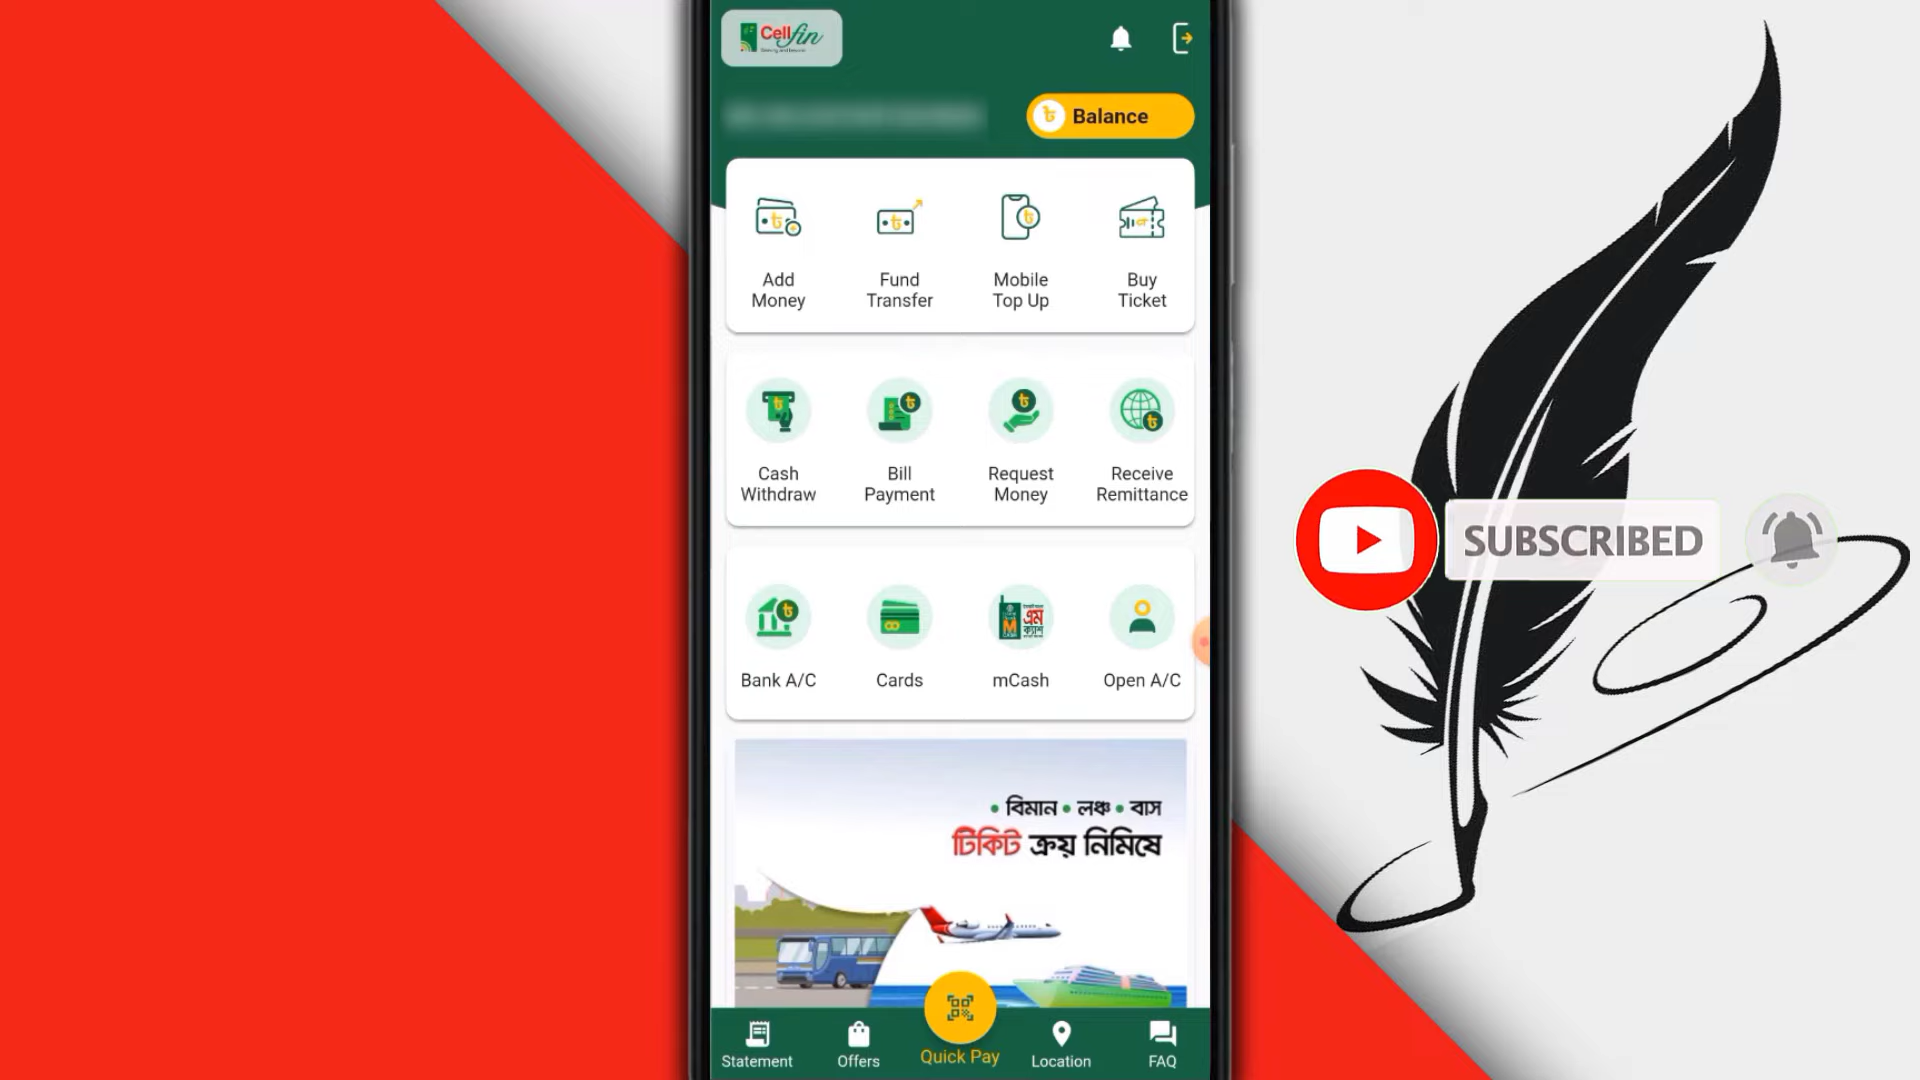 Cellfin
Balance
Add
Money
Fund
Transfer
Mobile
Top Up
Buy
Ticket
Cash
Withdraw
Bill
Payment
Request
Money
Receive
Remittance
SUBSCRIBED
M
এম
ক্যাশ
Bank A/C
Cards
mCash
Open A/C
• বিমান • লঞ্চ • বাস
টিকিট ক্রয় নিমিষে
Statement
Offers
Quick Pay
Location
FAQ